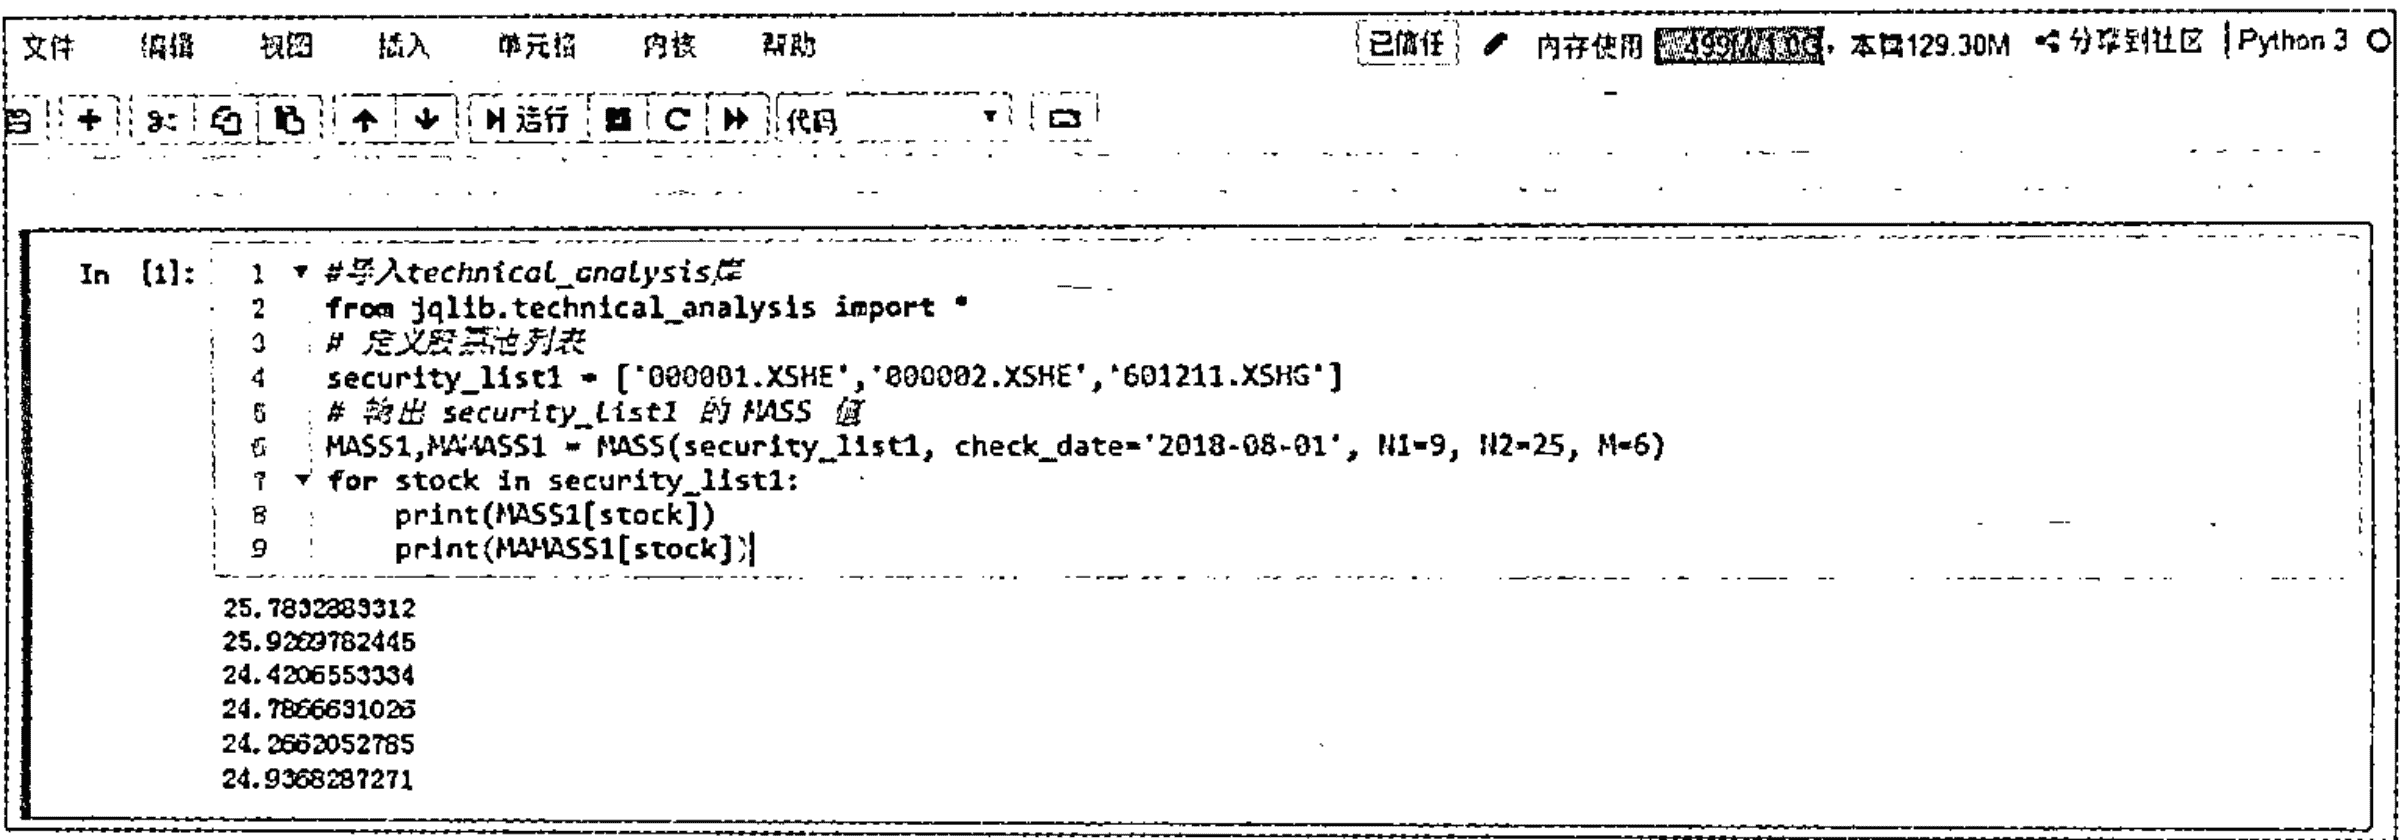 文件 编辑 视图 插入 单元格 内核 帮助 已信任 内存使用 499M/1.0G, 本篇129.30M 分享到社区 Python 3
运行 代码
In [1]:
1 #导入technical_analysis库
2 from jqlib.technical_analysis import *
3 # 定义股票池列表
4 security_list1 = ['000001.XSHE','000002.XSHE','601211.XSHG']
5 # 输出 security_list1 的 MASS 值
6 MASS1,MAMASS1 = MASS(security_list1, check_date='2018-08-01', N1=9, N2=25, M=6)
7 for stock in security_list1:
8 print(MASS1[stock])
9 print(MAMASS1[stock])
25.7832883312
25.9269782445
24.4206553334
24.7866631026
24.2662052785
24.9368287271